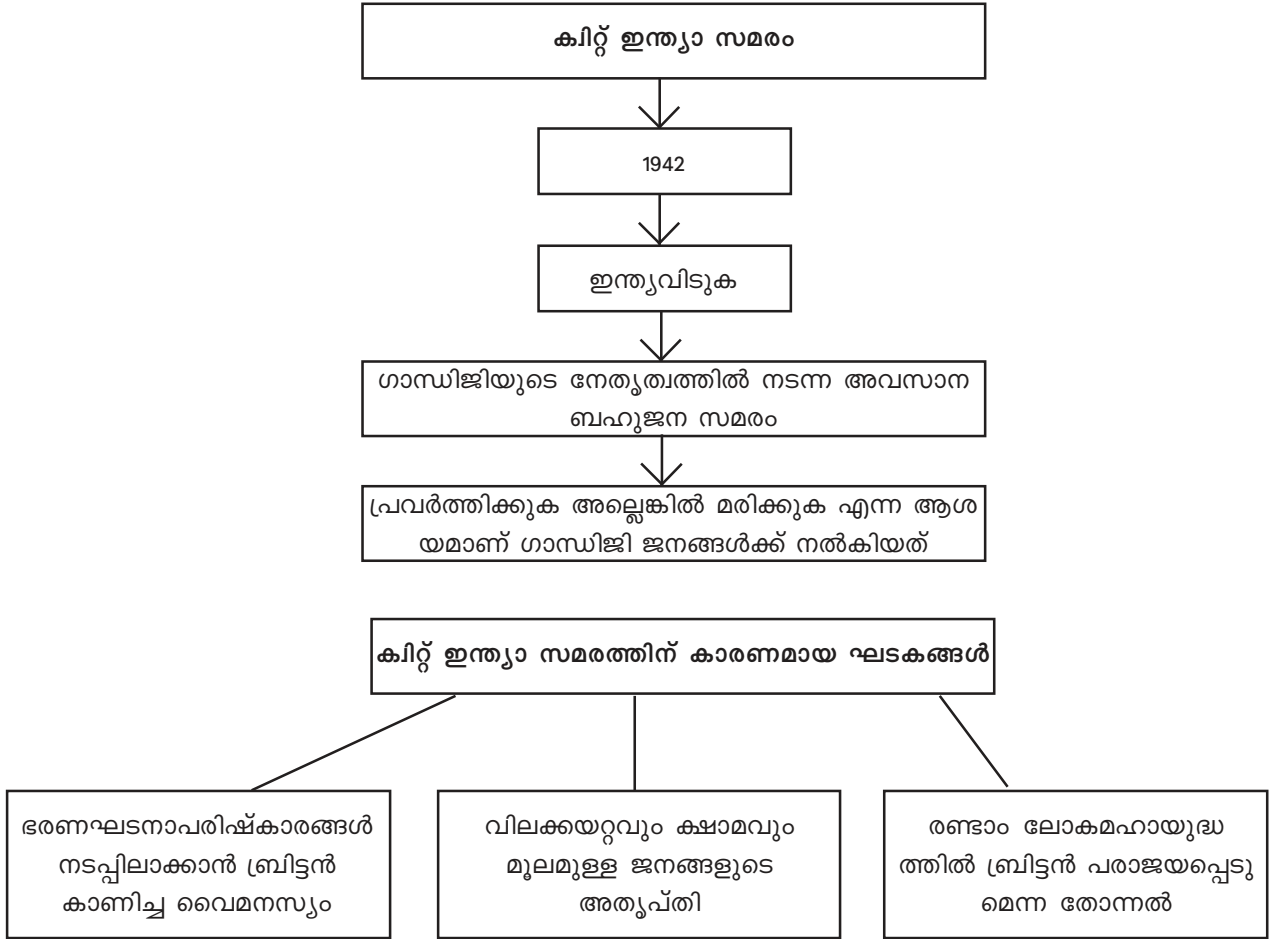 ക്വിറ്റ് ഇന്ത്യാ സമരം
1942
ഇന്ത്യവിടുക
ഗാന്ധിജിയുടെ നേതൃത്വത്തിൽ നടന്ന അവസാന
ബഹുജന സമരം
പ്രവർത്തിക്കുക അല്ലെങ്കിൽ മരിക്കുക എന്ന ആശ
യമാണ് ഗാന്ധിജി ജനങ്ങൾക്ക് നൽകിയത്
ക്വിറ്റ് ഇന്ത്യാ സമരത്തിന് കാരണമായ ഘടകങ്ങൾ
ഭരണഘടനാപരിഷ്കാരങ്ങൾ
നടപ്പിലാക്കാൻ ബ്രിട്ടൻ
കാണിച്ച വൈമനസ്യം
വിലക്കയറ്റവും ക്ഷാമവും
മൂലമുള്ള ജനങ്ങളുടെ
അതൃപ്തി
രണ്ടാം ലോകമഹായുദ്ധ
ത്തിൽ ബ്രിട്ടൻ പരാജയപ്പെടു
മെന്ന തോന്നൽ